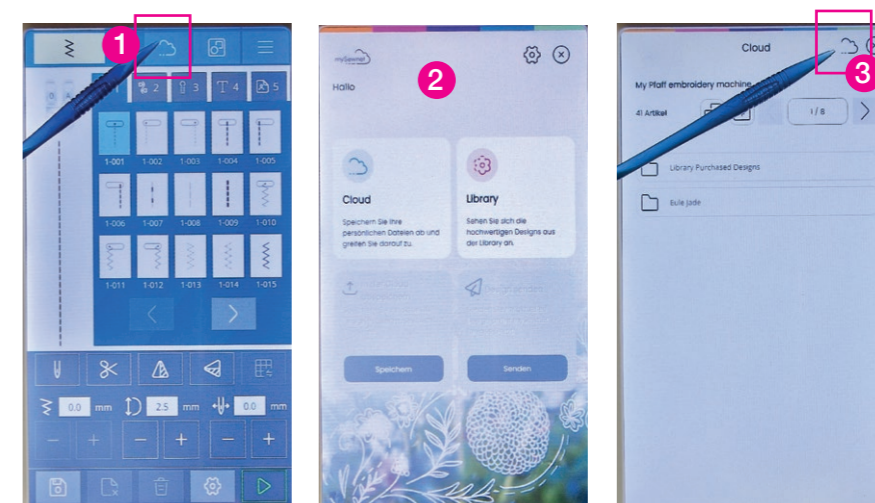 1
2 3 T 4 5
1-001 1-002 1-003 1-004 1-005
1-006 1-007 1-008 1-009 1-010
1-011 1-012 1-013 1-014 1-015
0.0 mm 2.5 mm 0.0 mm
2
mySewnet
Hallo
Cloud
Speichern Sie Ihre
persönlichen Dateien ab und
greifen Sie darauf zu.
Library
Sehen Sie sich die
hochwertigen Designs aus
der Library an.
Speichern
Senden
3
Cloud
My Pfaff embroidery machine
41 Artikel
1/8
Library Purchased Designs
Eule Jade